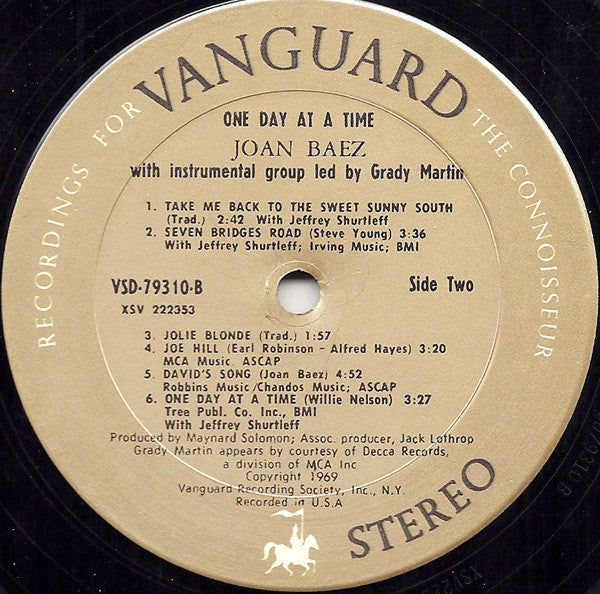 RECORDINGS FOR VANGUARD THE CONNOISSEUR
ONE DAY AT A TIME
JOAN BAEZ
with instrumental group led by Grady Martin
1. TAKE ME BACK TO THE SWEET SUNNY SOUTH
(Trad.) 2:42 With Jeffrey Shurtleff
2. SEVEN BRIDGES ROAD (Steve Young) 3:36
With Jeffrey Shurtleff; Irving Music; BMI
VSD-79310-B
Side Two
XSV 222353
3. JOLIE BLONDE (Trad.) 1:57
4. JOE HILL (Earl Robinson - Alfred Hayes) 3:20
MCA Music. ASCAP
5. DAVID'S SONG (Joan Baez) 4:52
Robbins Music/Chandos Music; ASCAP
6. ONE DAY AT A TIME (Willie Nelson) 3:27
Tree Publ. Co. Inc., BMI
With Jeffrey Shurtleff
Produced by Maynard Solomon; Assoc. producer, Jack Lothrop
Grady Martin appears by courtesy of Decca Records,
a division of MCA Inc
Copyright 1969
Vanguard Recording Society, Inc., N.Y.
Recorded in U.S.A
STEREO